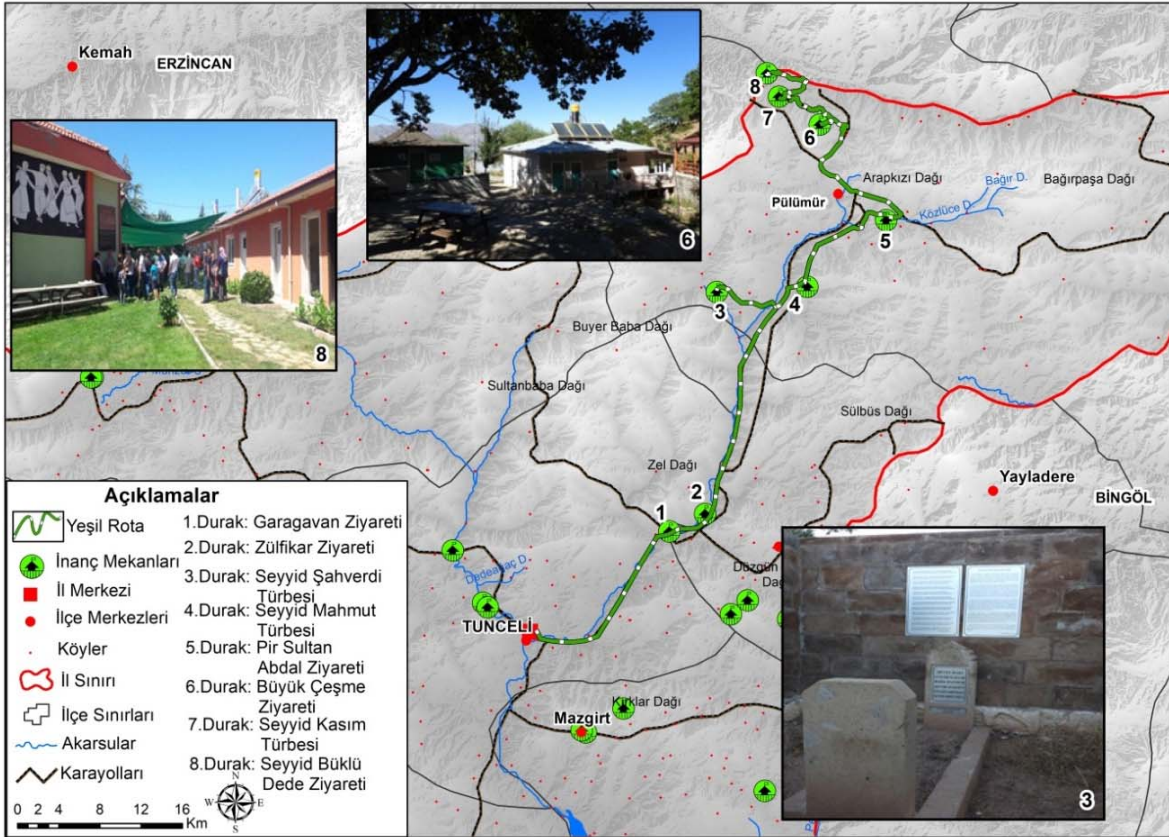 Kemah
ERZİNCAN
8
7
6
Arapkızı Dağı
Bağır D.
Bağırpaşa Dağı
Pülümür
Közlüce D.
5
6
8
3
4
Buyer Baba Dağı
Sultanbaba Dağı
Sülbüs Dağı
Zel Dağı
Yayladere
BİNGÖL
2
1
Düzgün
TUNCELİ
Kırklar Dağı
Mazgirt
3
Açıklamalar
Yeşil Rota
İnanç Mekanları
İl Merkezi
İlçe Merkezleri
Köyler
İl Sınırı
İlçe Sınırları
Akarsular
Karayolları
1.Durak: Garagavan Ziyareti
2.Durak: Zülfikar Ziyareti
3.Durak: Seyyid Şahverdi
Türbesi
4.Durak: Seyyid Mahmut
Türbesi
5.Durak: Pir Sultan
Abdal Ziyareti
6.Durak: Büyük Çeşme
Ziyareti
7.Durak: Seyyid Kasım
Türbesi
8.Durak: Seyyid Büklü
Dede Ziyareti
N
W E
S
0 2 4 8 12 16
Km